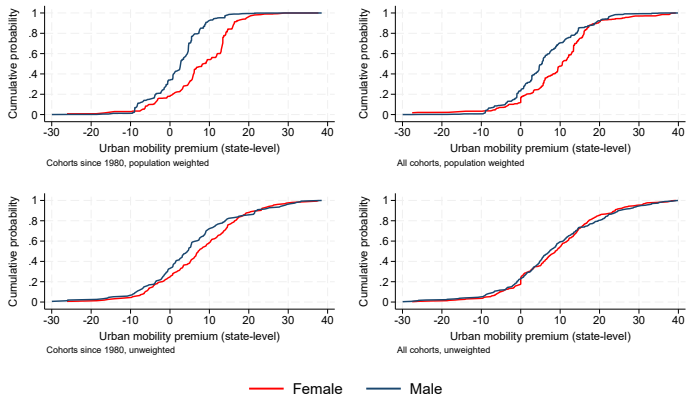 Cumulative probability
1
.8
.6
.4
.2
0
-30 -20 -10 0 10 20 30 40
Urban mobility premium (state-level)
Cohorts since 1980, population weighted
Cumulative probability
1
.8
.6
.4
.2
0
-30 -20 -10 0 10 20 30 40
Urban mobility premium (state-level)
All cohorts, population weighted
Cumulative probability
1
.8
.6
.4
.2
0
-30 -20 -10 0 10 20 30 40
Urban mobility premium (state-level)
Cohorts since 1980, unweighted
Cumulative probability
1
.8
.6
.4
.2
0
-30 -20 -10 0 10 20 30 40
Urban mobility premium (state-level)
All cohorts, unweighted
Female Male